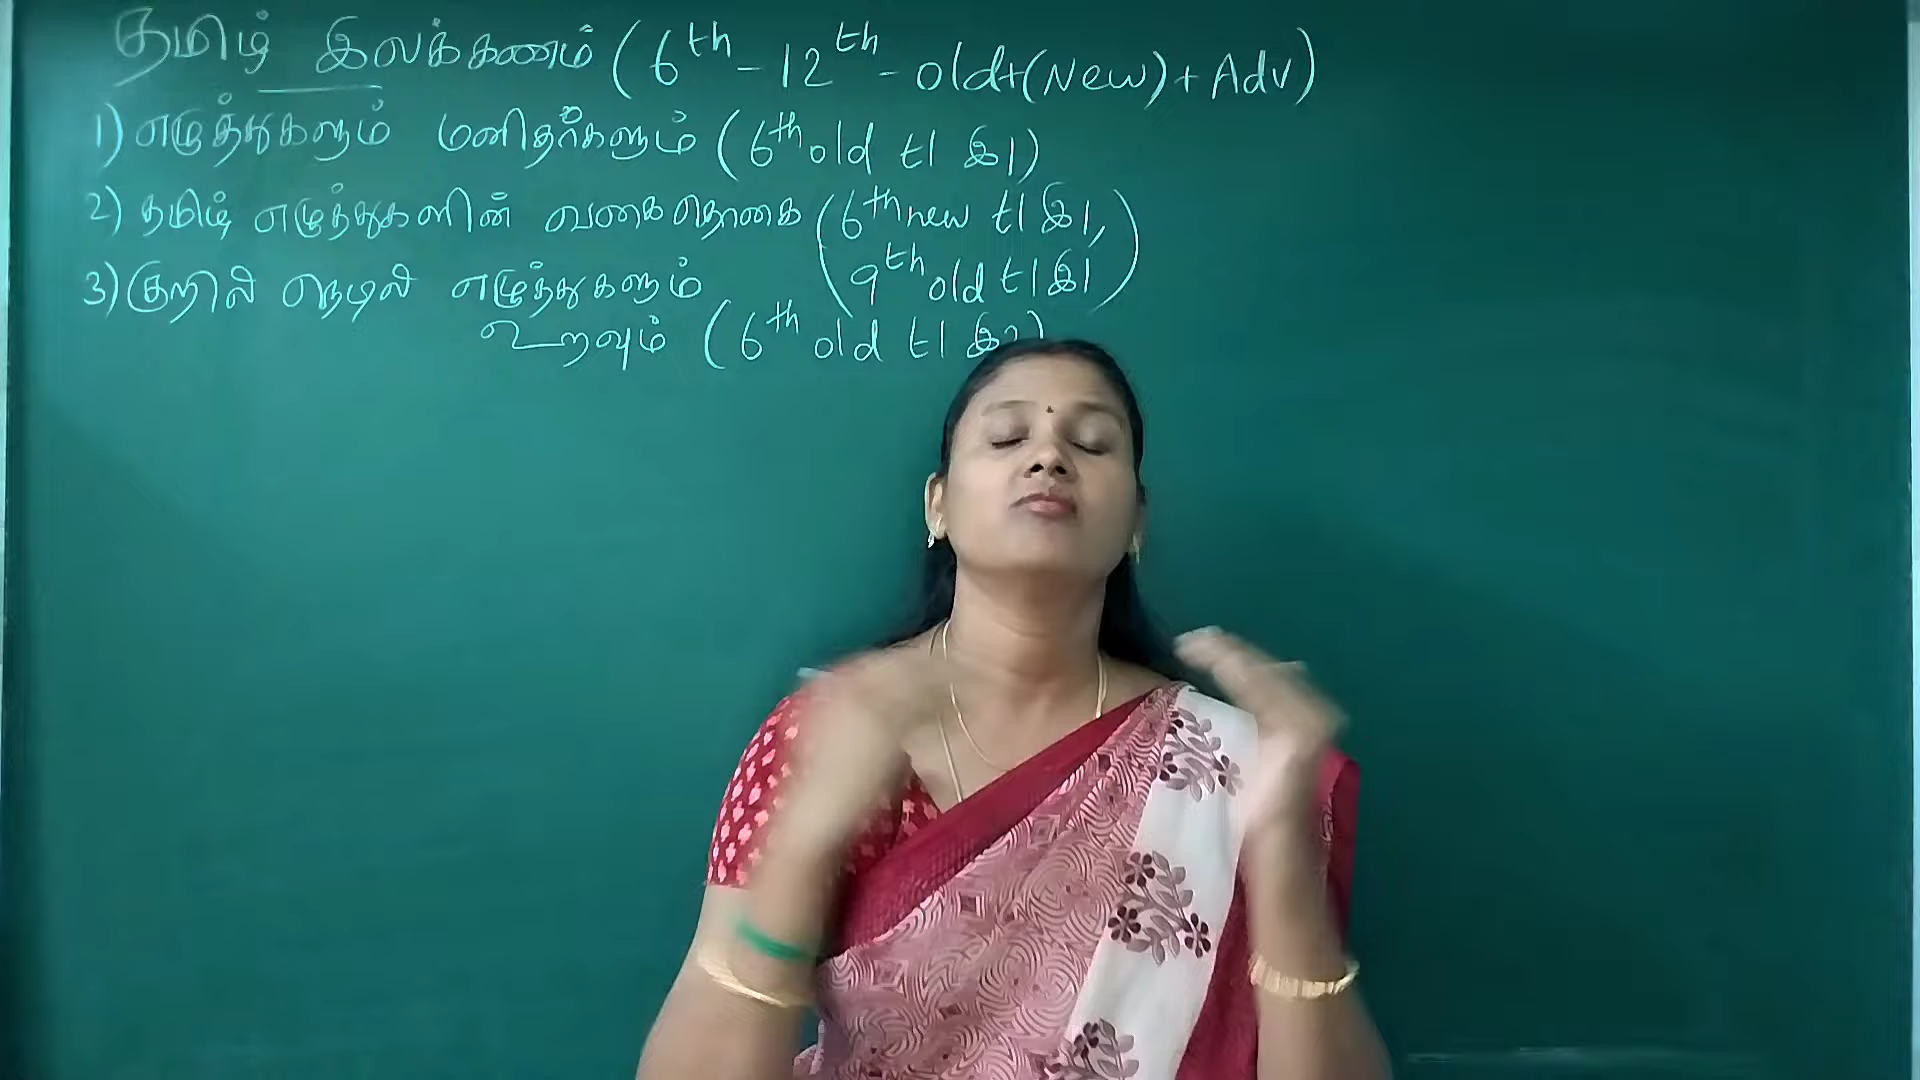 தமிழ் இலக்கணம் (6th - 12th - old+(New)+ Adv)
1) எழுத்துகளும் மனிதர்களும் (6th old t1 இ1)
2) தமிழ் எழுத்துகளின் வகைதொகை (6th new t1 இ1,
9th old t1 இ1)
3) குறில் நெடில் எழுத்துகளும்
உறவும் (6th old t1 இ2)